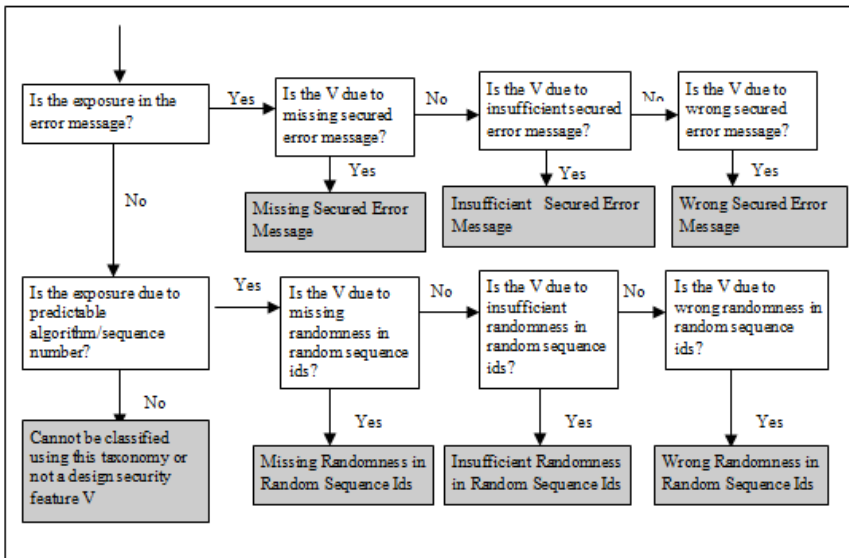 Is the exposure in the
error message?
Yes
Is the V due to
missing secured
error message?
No
Is the V due to
insufficient secured
error message?
No
Is the V due to
wrong secured
error message?
No
Yes
Missing Secured Error
Message
Yes
Insufficient Secured Error
Message
Yes
Wrong Secured Error
Message
Is the exposure due to
predictable
algorithm/sequence
number?
Yes
Is the V due to
missing
randomness in
random sequence
ids?
No
Is the V due to
insufficient
randomness in
random sequence
ids?
No
Is the V due to
wrong randomness in
random sequence
ids?
No
Cannot be classified
using this taxonomy or
not a design security
feature V
Yes
Missing Randomness in
Random Sequence Ids
Yes
Insufficient Randomness
in Random Sequence Ids
Yes
Wrong Randomness in
Random Sequence Ids